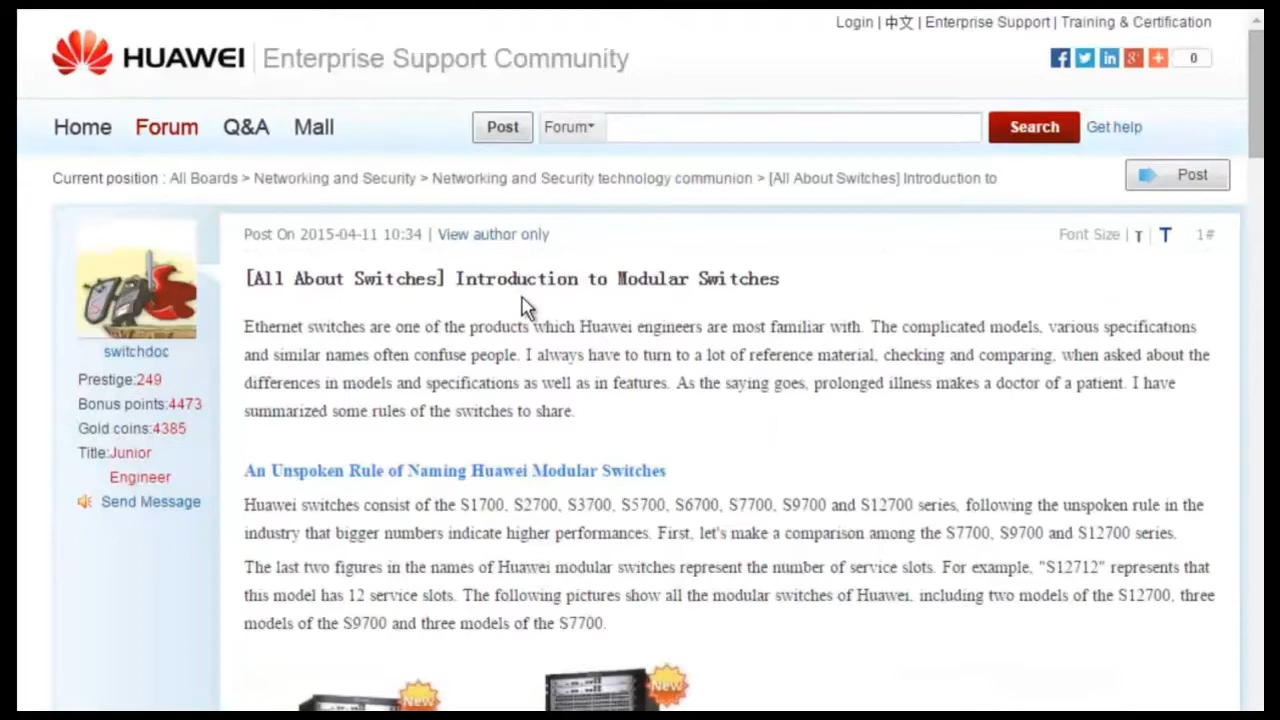 Login | 中文 | Enterprise Support | Training & Certification
HUAWEI Enterprise Support Community
0
Home Forum Q&A Mall Post Forum Search Get help
Current position : All Boards > Networking and Security > Networking and Security technology communion > [All About Switches] Introduction to
Post
Post On 2015-04-11 10:34 | View author only
Font Size | T | T 1#
[All About Switches] Introduction to Modular Switches
Ethernet switches are one of the products which Huawei engineers are most familiar with. The complicated models, various specifications
and similar names often confuse people. I always have to turn to a lot of reference material, checking and comparing, when asked about the
differences in models and specifications as well as in features. As the saying goes, prolonged illness makes a doctor of a patient. I have
summarized some rules of the switches to share.
switchdoc
Prestige:249
Bonus points:4473
Gold coins:4385
Title:Junior
Engineer
Send Message
An Unspoken Rule of Naming Huawei Modular Switches
Huawei switches consist of the S1700, S2700, S3700, S5700, S6700, S7700, S9700 and S12700 series, following the unspoken rule in the
industry that bigger numbers indicate higher performances. First, let's make a comparison among the S7700, S9700 and S12700 series.
The last two figures in the names of Huawei modular switches represent the number of service slots. For example, "S12712" represents that
this model has 12 service slots. The following pictures show all the modular switches of Huawei, including two models of the S12700, three
models of the S9700 and three models of the S7700.
New
New